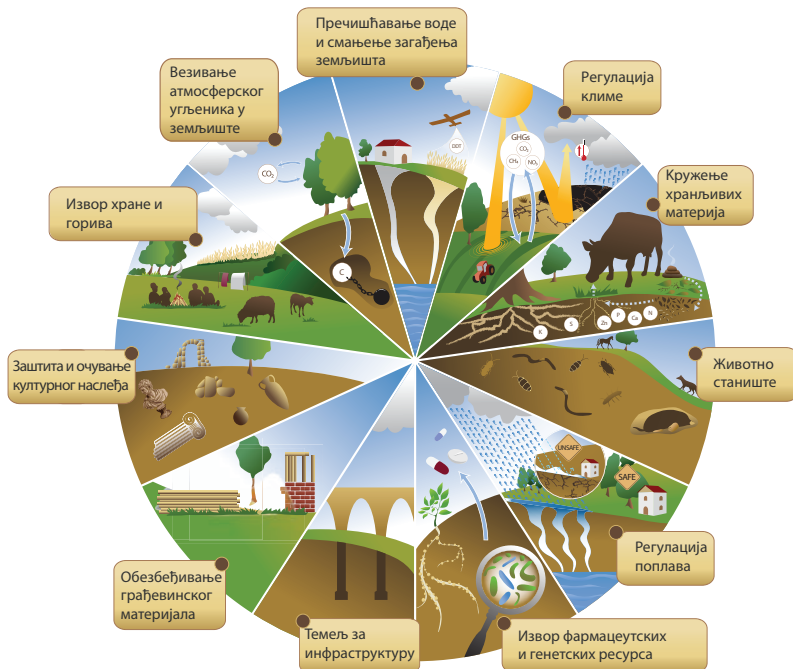 Пречишћавање воде
и смањење загађења
земљишта
Везивање
атмосферског
угљеника у
земљиште
Регулација
климе
DDT
GHGs
CO₂
CH₄
NOₓ
CO₂
Кружење
хранљивих
материја
Извор хране и
горива
C
K
S
Zn
P
Ca
N
Заштита и очување
културног наслеђа
Животно
станиште
UNSAFE
SAFE
Регулација
поплава
Обезбеђивање
грађевинског
материјала
Темељ за
инфраструктуру
Извор фармацеутских
и генетских ресурса